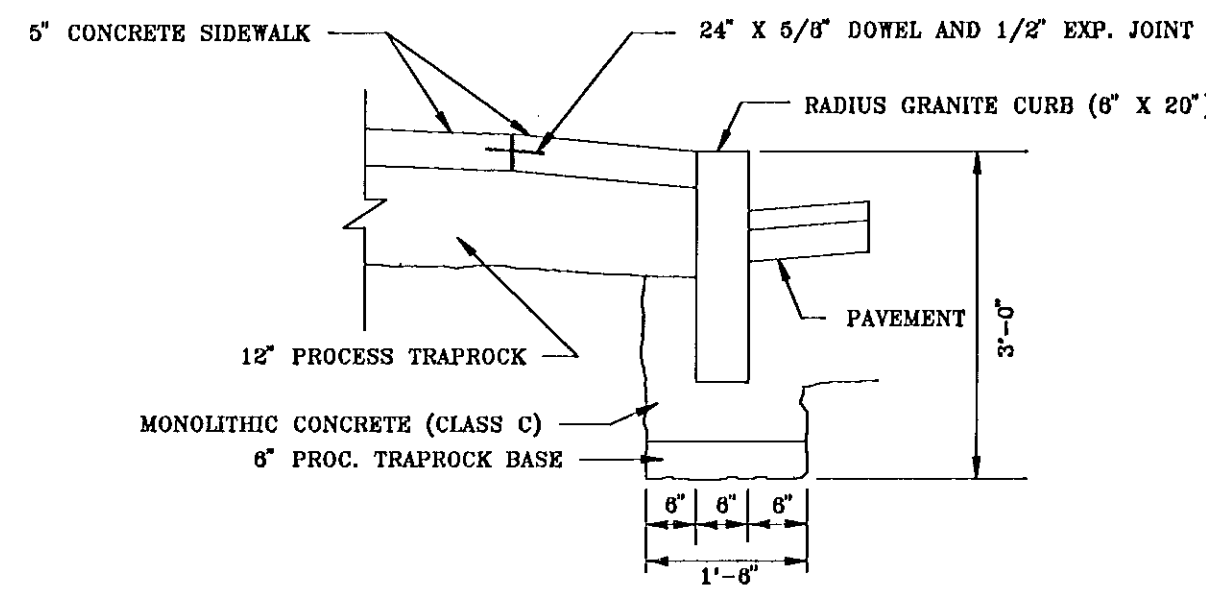 5" CONCRETE SIDEWALK
24" X 5/8" DOWEL AND 1/2" EXP. JOINT
RADIUS GRANITE CURB (6" X 20")
PAVEMENT
3'-0"
12" PROCESS TRAPROCK
MONOLITHIC CONCRETE (CLASS C)
6" PROC. TRAPROCK BASE
6" 6" 6"
1'-6"